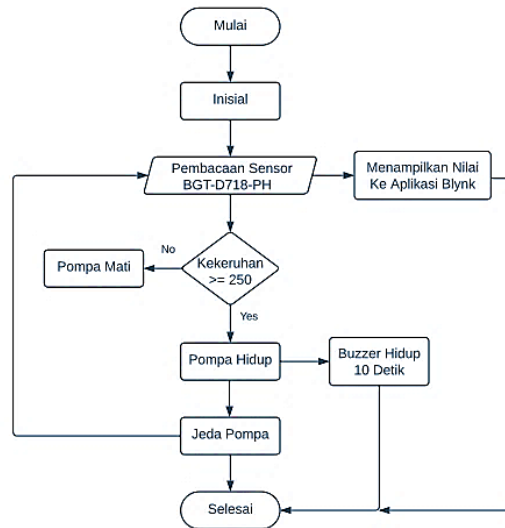 Mulai
Inisial
Pembacaan Sensor
BGT-D718-PH
Menampilkan Nilai
Ke Aplikasi Blynk
Kekeruhan
>= 250
No
Pompa Mati
Yes
Pompa Hidup
Buzzer Hidup
10 Detik
Jeda Pompa
Selesai